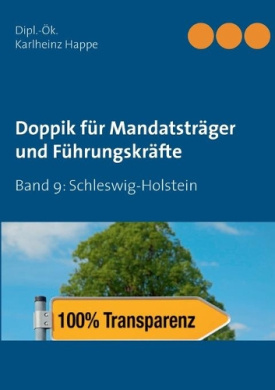 Dipl.-Ök.
Karlheinz Happe
Doppik für Mandatsträger
und Führungskräfte
Band 9: Schleswig-Holstein
100% Transparenz